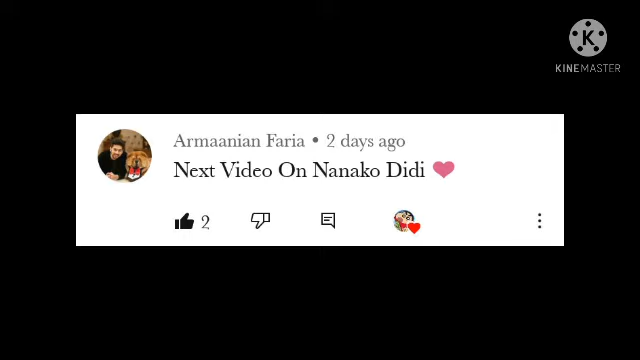 KINEMASTER
Armaanian Faria • 2 days ago
Next Video On Nanako Didi ❤
2